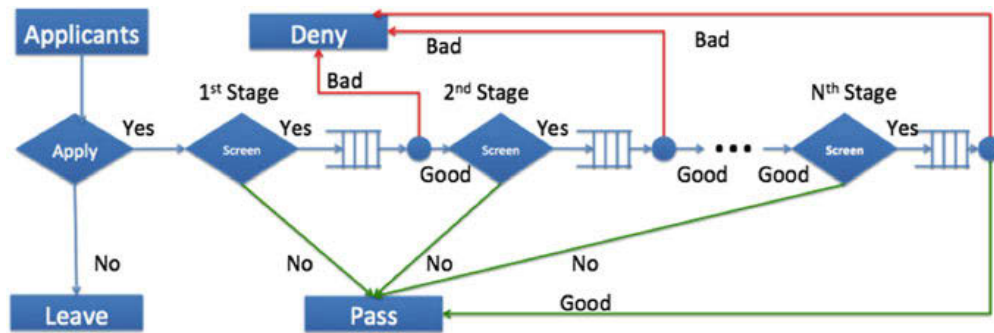 Applicants
Deny
Bad
Bad
Bad
1st Stage
2nd Stage
Nth Stage
Apply
Yes
Screen
Yes
Good
Screen
Yes
Good
...
Good
Screen
Yes
No
No
No
No
Good
Leave
Pass